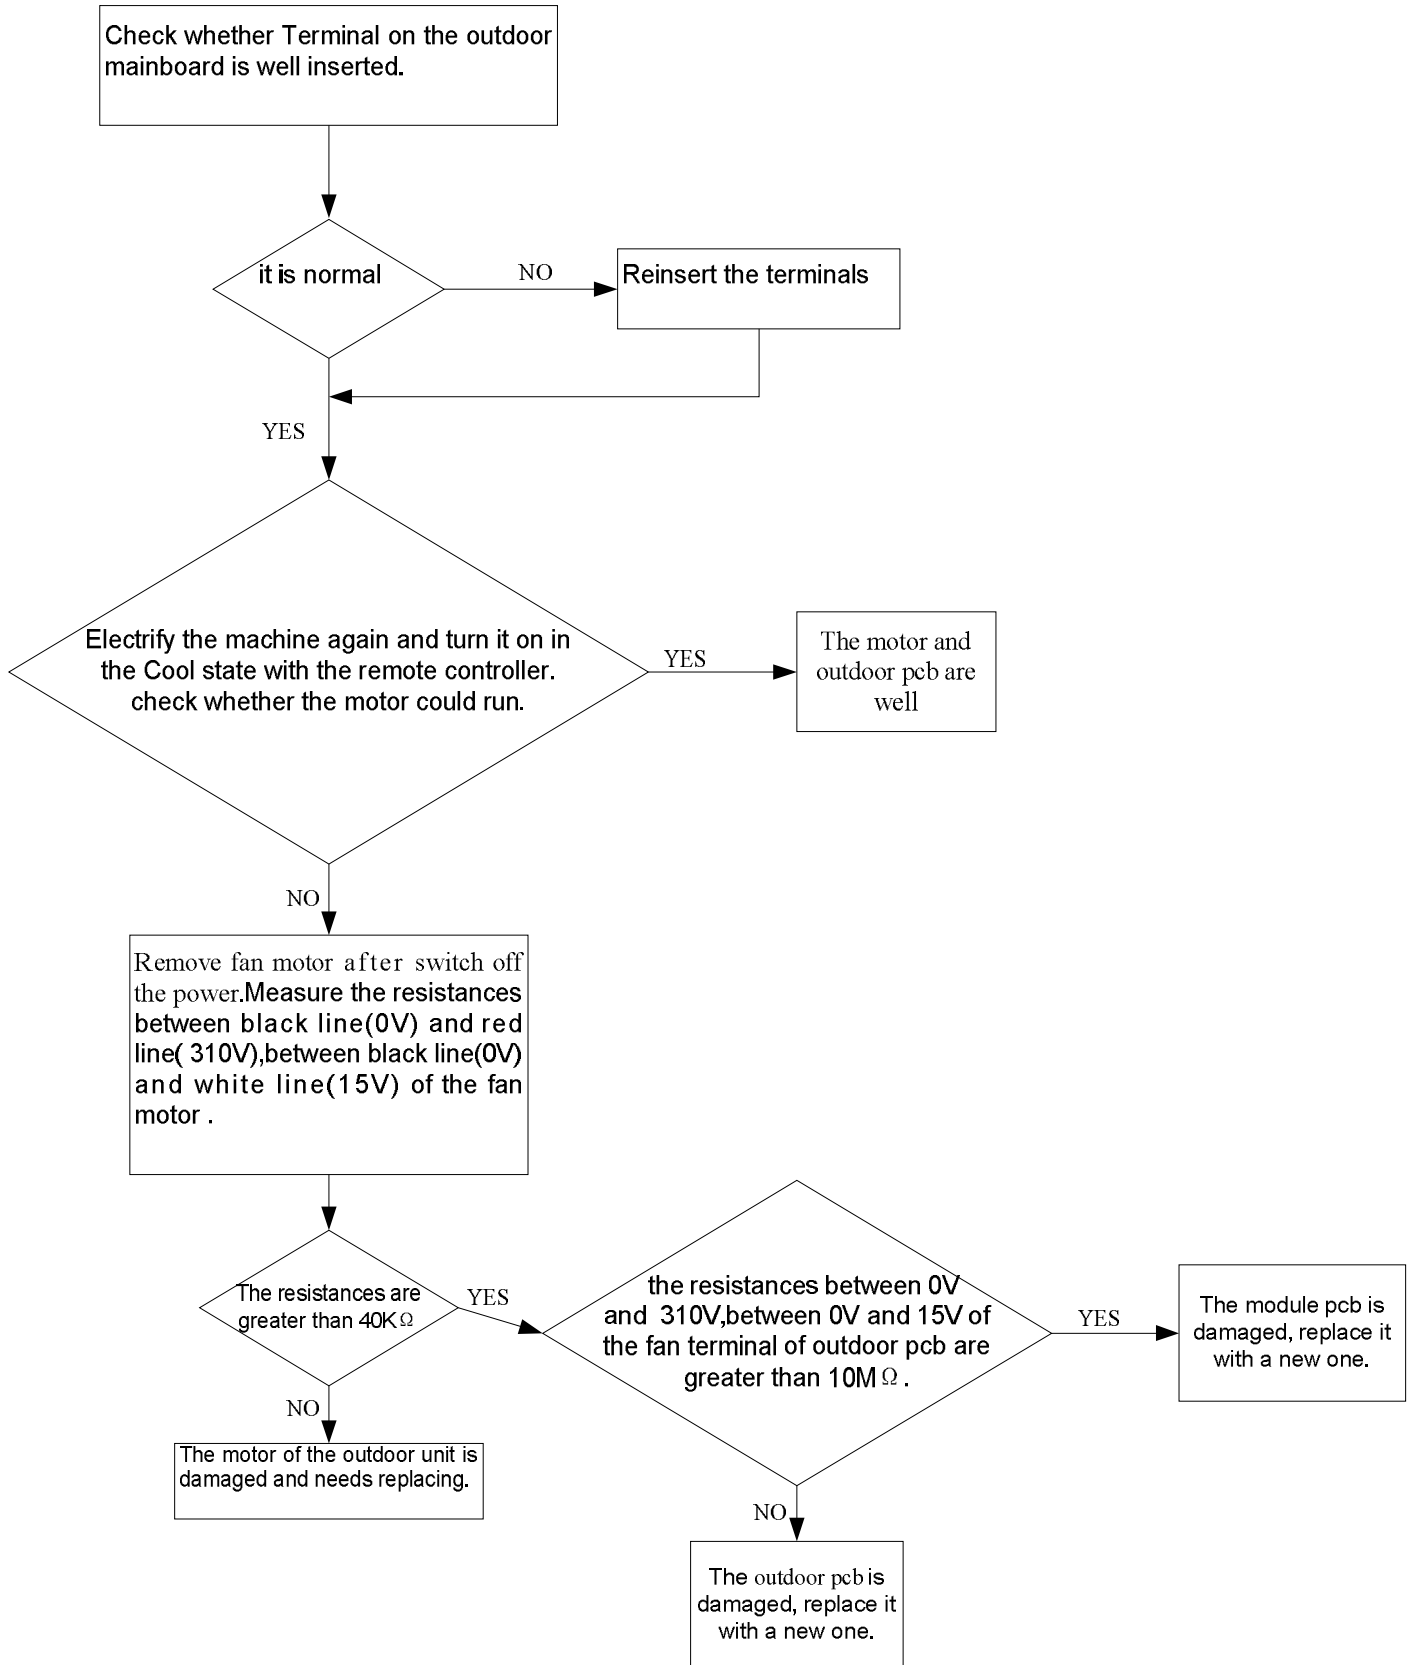 Check whether Terminal on the outdoor
mainboard is well inserted.
it is normal
NO
Reinsert the terminals
YES
Electrify the machine again and turn it on in
the Cool state with the remote controller.
check whether the motor could run.
YES
The motor and
outdoor pcb are
well
NO
Remove fan motor after switch off
the power.Measure the resistances
between black line(0V) and red
line( 310V),between black line(0V)
and white line(15V) of the fan
motor .
The resistances are
greater than 40KΩ
YES
the resistances between 0V
and 310V,between 0V and 15V of
the fan terminal of outdoor pcb are
greater than 10MΩ.
YES
The module pcb is
damaged, replace it
with a new one.
NO
The motor of the outdoor unit is
damaged and needs replacing.
NO
The outdoor pcb is
damaged, replace it
with a new one.